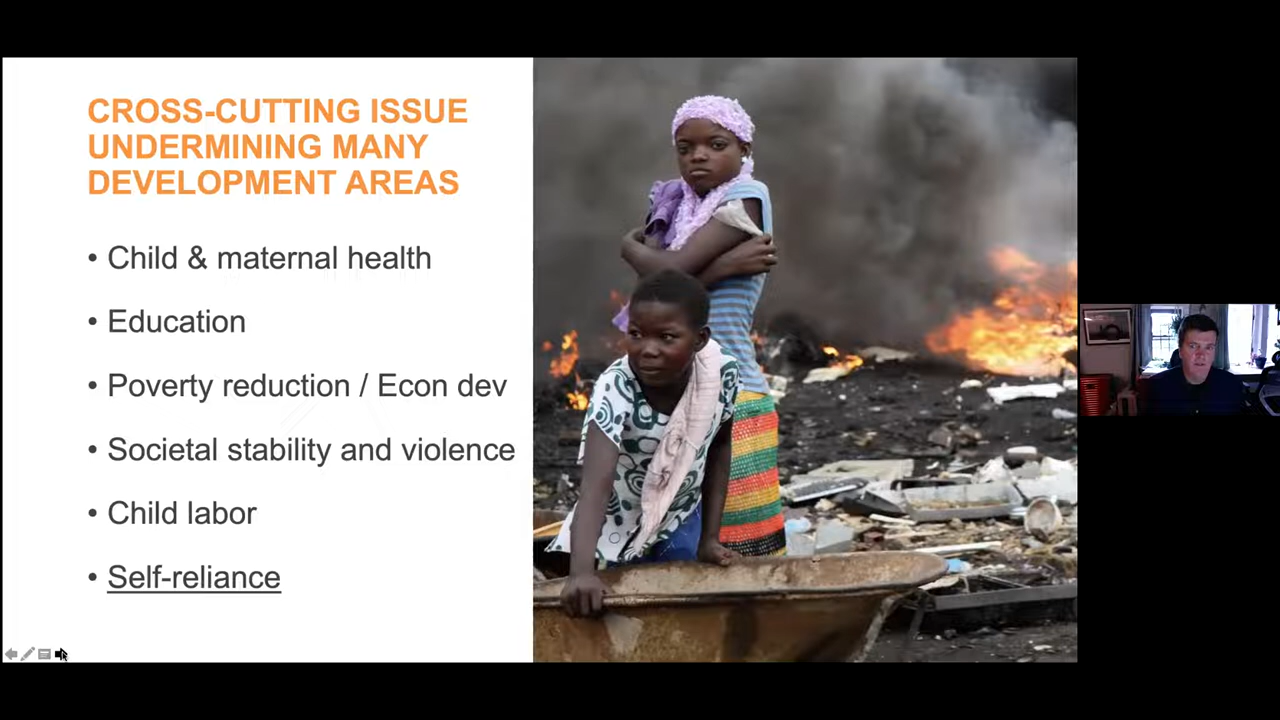 CROSS-CUTTING ISSUE
UNDERMINING MANY
DEVELOPMENT AREAS
• Child & maternal health
• Education
• Poverty reduction / Econ dev
• Societal stability and violence
• Child labor
• Self-reliance